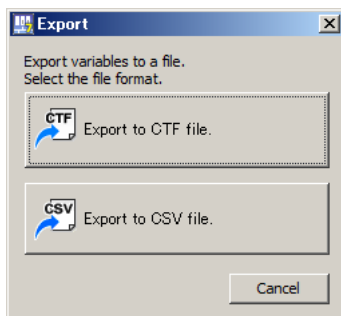 Export
Export variables to a file.
Select the file format.
CTF
Export to CTF file.
CSV
Export to CSV file.
Cancel